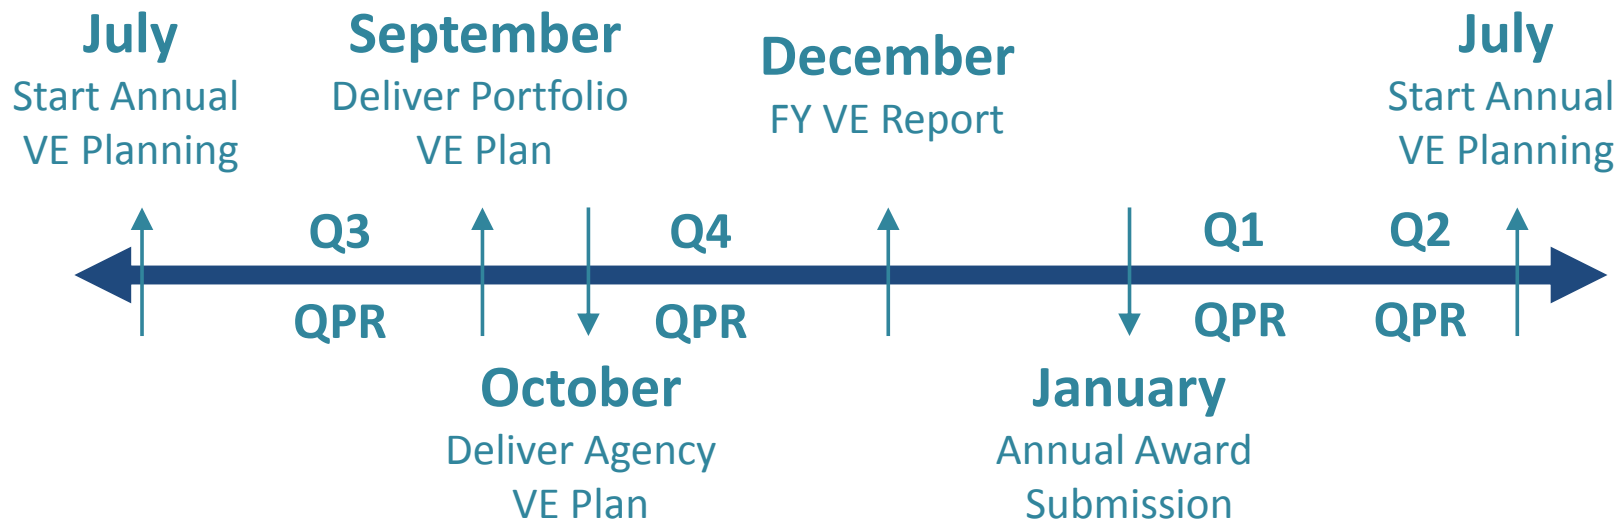 July
Start Annual
VE Planning
September
Deliver Portfolio
VE Plan
December
FY VE Report
July
Start Annual
VE Planning
Q3
Q4
Q1
Q2
QPR
QPR
QPR
QPR
October
Deliver Agency
VE Plan
January
Annual Award
Submission